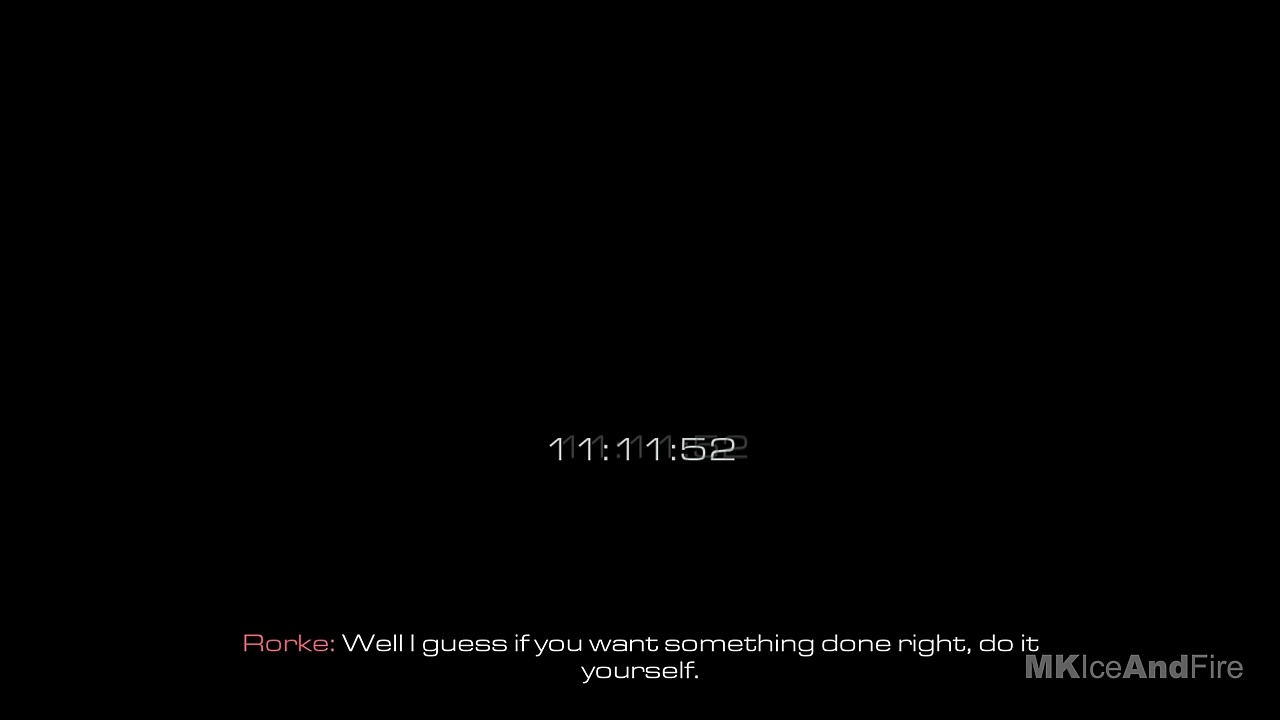 11:11:52
Rorke: Well I guess if you want something done right, do it
yourself.
MKIceAndFire